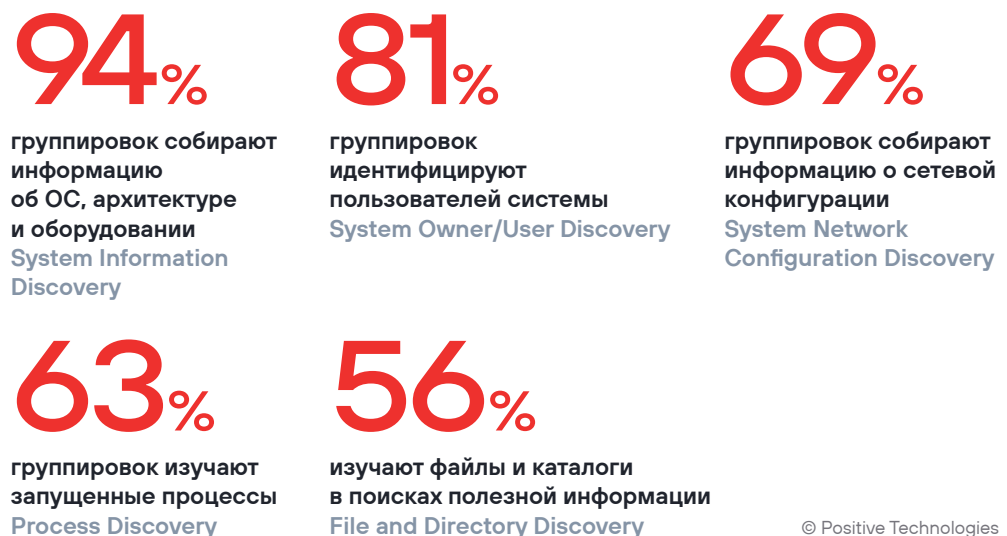 94%
группировок собирают
информацию
об ОС, архитектуре
и оборудовании
System Information
Discovery
81%
группировок
идентифицируют
пользователей системы
System Owner/User Discovery
69%
группировок собирают
информацию о сетевой
конфигурации
System Network
Configuration Discovery
63%
группировок изучают
запущенные процессы
Process Discovery
56%
изучают файлы и каталоги
в поисках полезной информации
File and Directory Discovery
© Positive Technologies